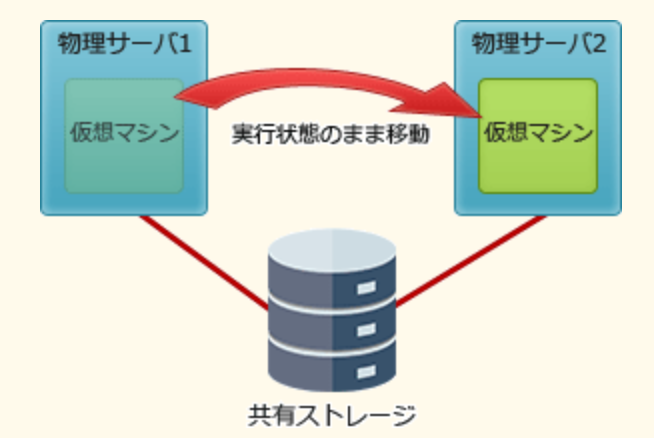 物理サーバ1
物理サーバ2
仮想マシン
実行状態のまま移動
仮想マシン
共有ストレージ